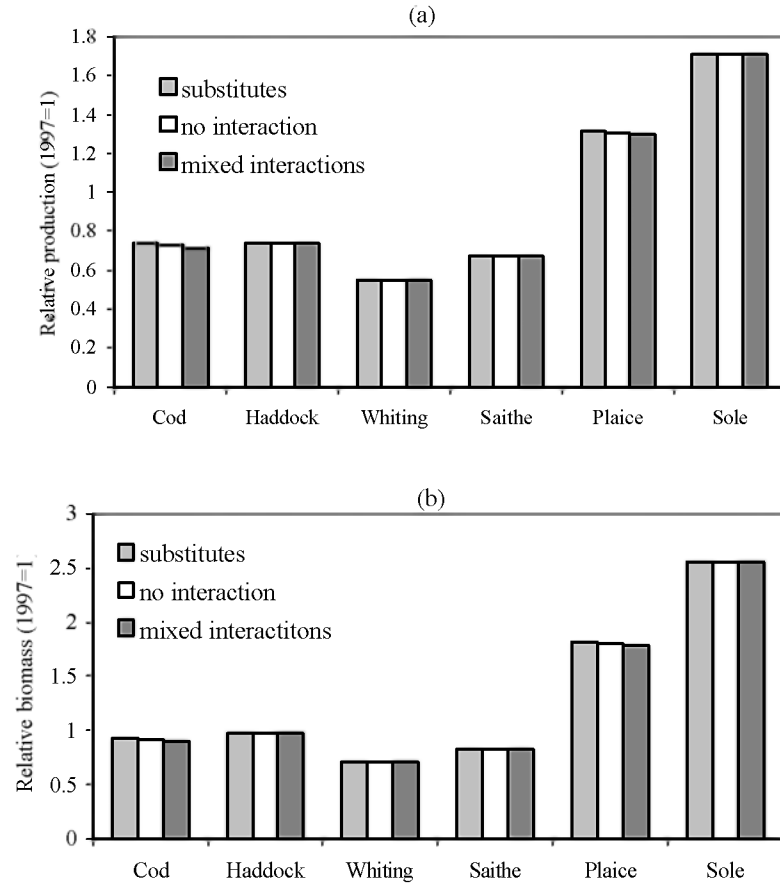 (a)
Relative production (1997=1)
1.8
1.6
1.4
1.2
1
0.8
0.6
0.4
0.2
0
substitutes
no interaction
mixed interactions
Cod Haddock Whiting Saithe Plaice Sole
(b)
Relative biomass (1997=1
3
2.5
2
1.5
1
0.5
0
substitutes
no interaction
mixed interactitons
Cod Haddock Whiting Saithe Plaice Sole